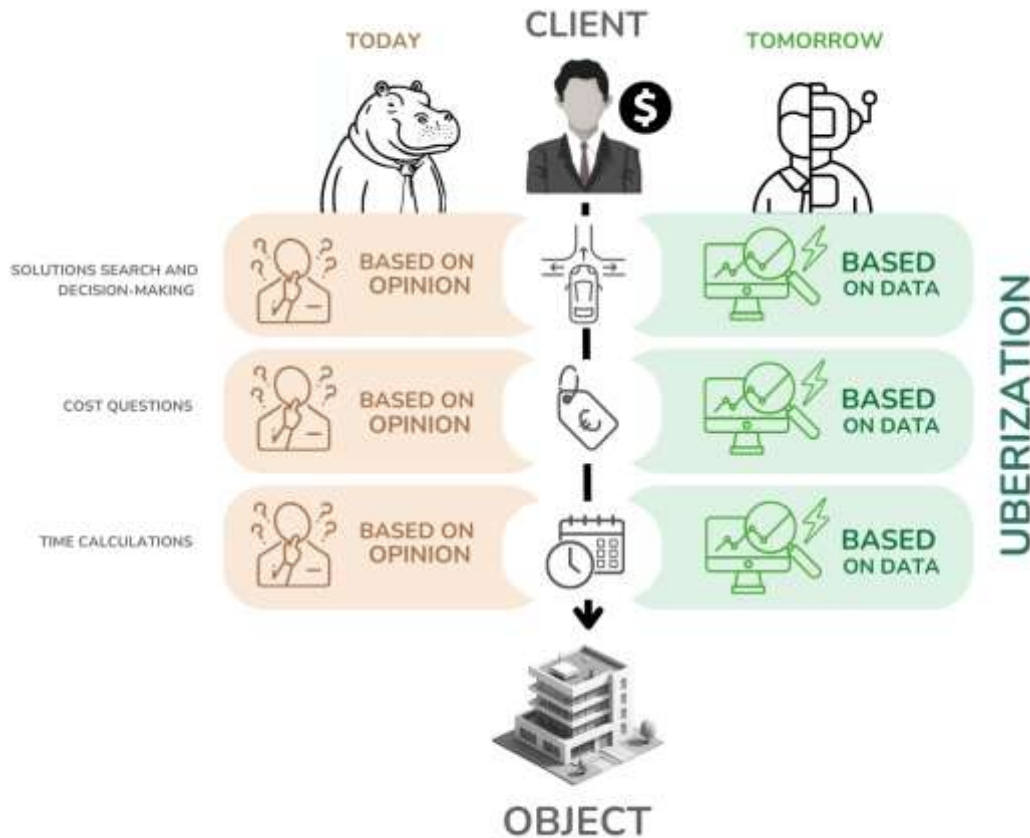 CLIENT
TODAY
TOMORROW
$
SOLUTIONS SEARCH AND
DECISION-MAKING
? ? ? ?
BASED ON
OPINION
BASED
ON DATA
COST QUESTIONS
? ? ? ?
BASED ON
OPINION
€
BASED
ON DATA
TIME CALCULATIONS
? ? ? ?
BASED ON
OPINION
BASED
ON DATA
UBERIZATION
OBJECT